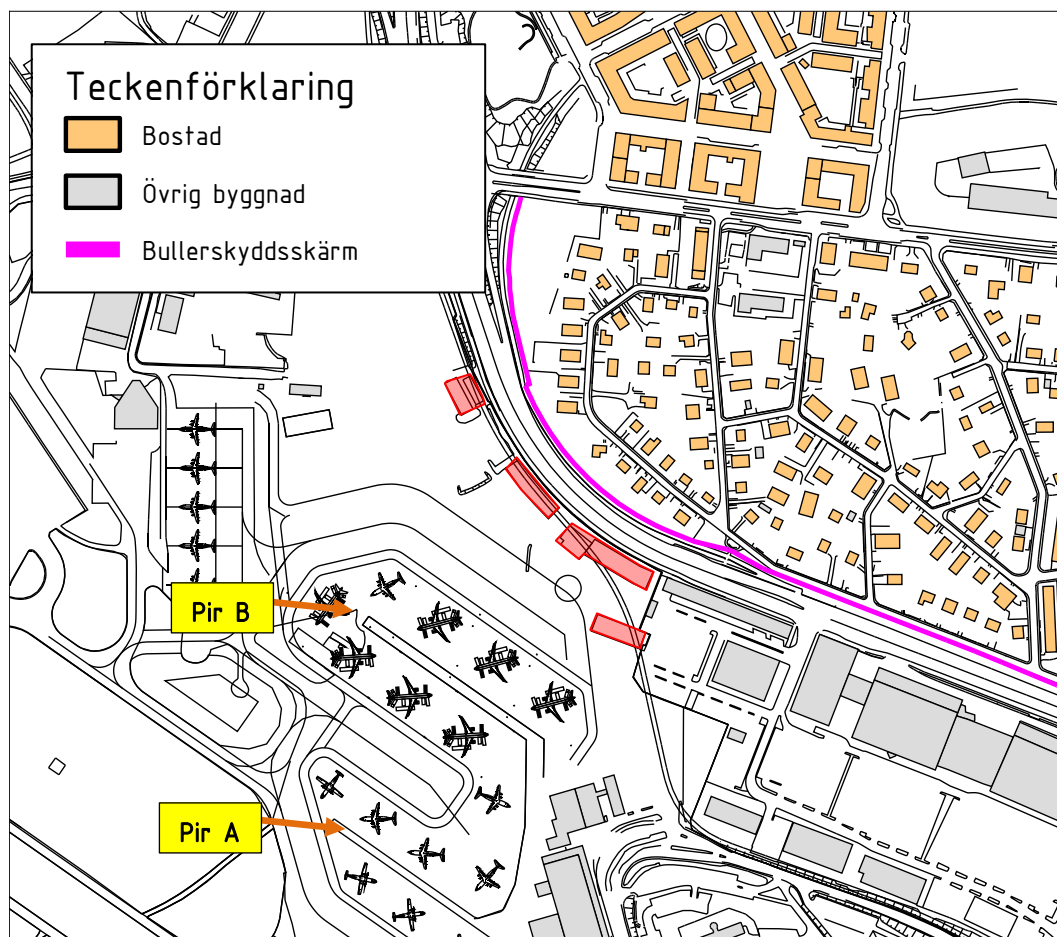 Teckenförklaring
Bostad
Övrig byggnad
Bullerskyddsskärm
Pir B
Pir A